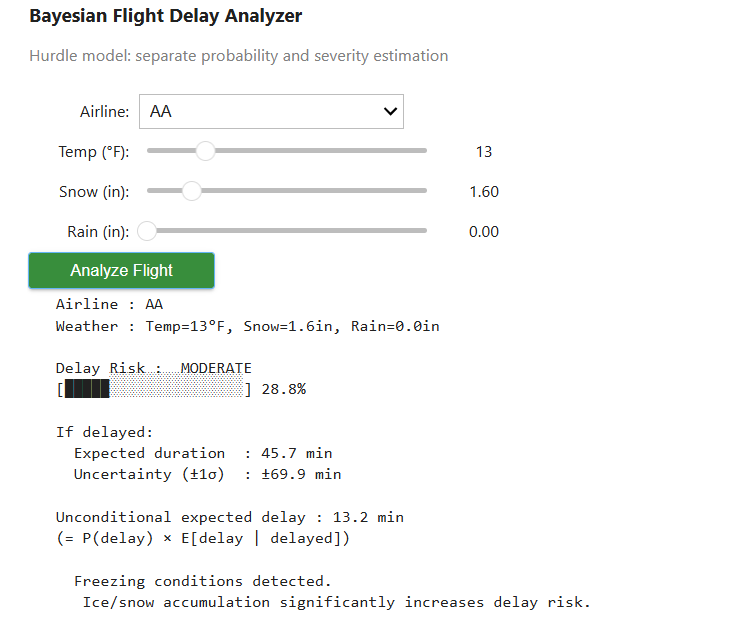 Bayesian Flight Delay Analyzer
Hurdle model: separate probability and severity estimation
Airline: AA
Temp (°F): 13
Snow (in): 1.60
Rain (in): 0.00
Analyze Flight
Airline : AA
Weather : Temp=13°F, Snow=1.6in, Rain=0.0in
Delay Risk :  MODERATE
[█████░░░░░░░░░░░░░░░] 28.8%
If delayed:
Expected duration  : 45.7 min
Uncertainty (±1σ)  : ±69.9 min
Unconditional expected delay : 13.2 min
(= P(delay) × E[delay | delayed])
Freezing conditions detected.
Ice/snow accumulation significantly increases delay risk.